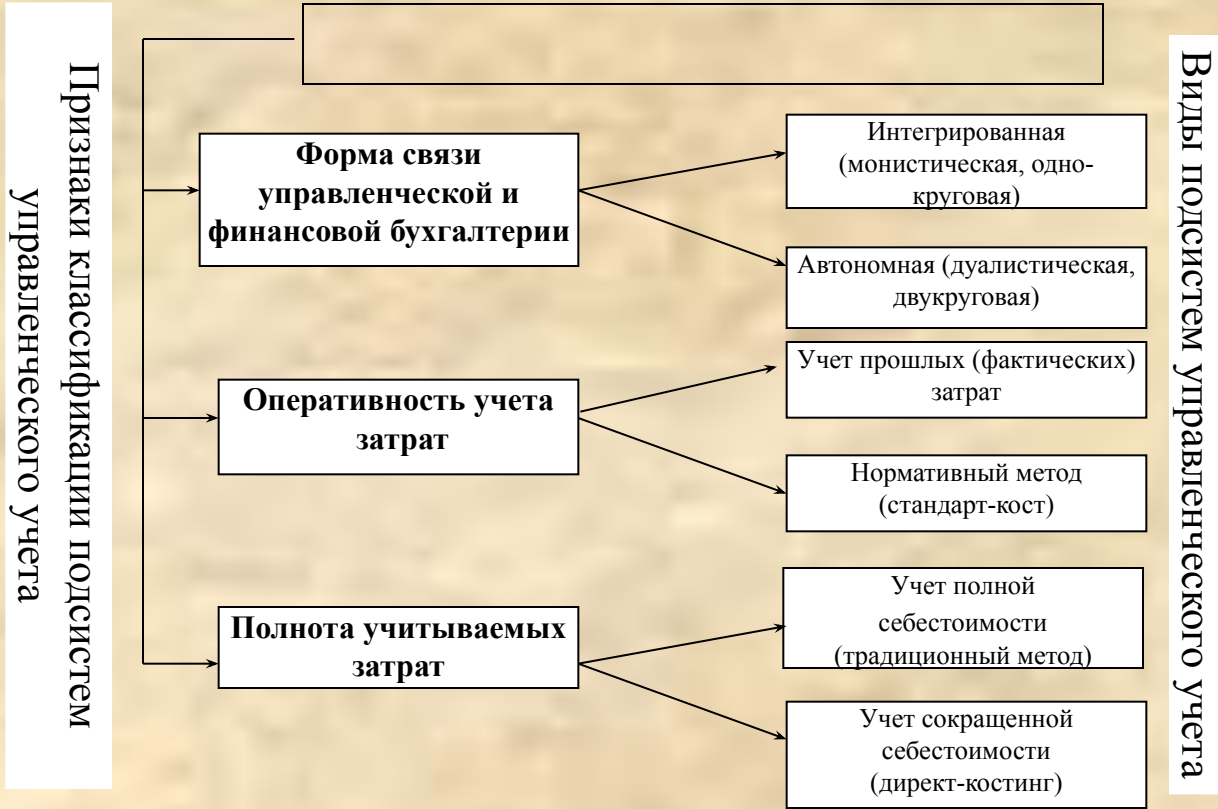 Признаки классификации подсистем
управленческого учета
Форма связи
управленческой и
финансовой бухгалтерии
Интегрированная
(монистическая, одно-
круговая)
Автономная (дуалистическая,
двукруговая)
Оперативность учета
затрат
Учет прошлых (фактических)
затрат
Нормативный метод
(стандарт-кост)
Полнота учитываемых
затрат
Учет полной
себестоимости
(традиционный метод)
Учет сокращенной
себестоимости
(директ-костинг)
Виды подсистем управленческого учета